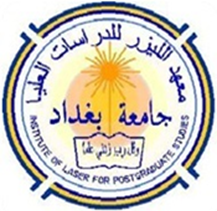 معهد الليزر للدراسات العليا
جامعة بغداد
وقل رب زدني علما
INSTITUTE OF LASER FOR POSTGRADUATE STUDIES